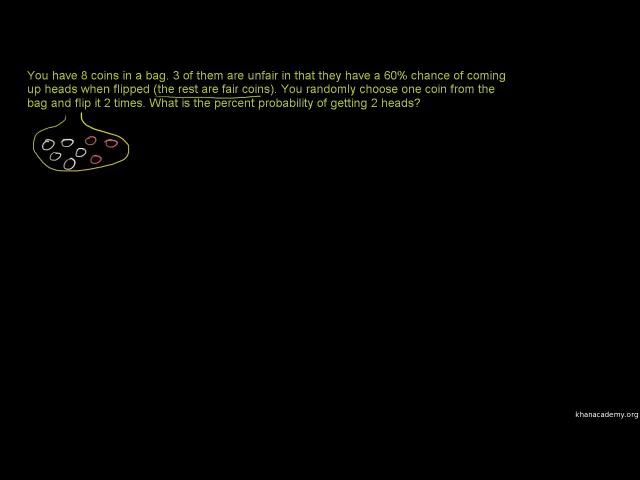 You have 8 coins in a bag. 3 of them are unfair in that they have a 60% chance of coming
up heads when flipped (the rest are fair coins). You randomly choose one coin from the
bag and flip it 2 times. What is the percent probability of getting 2 heads?
khanacademy.org